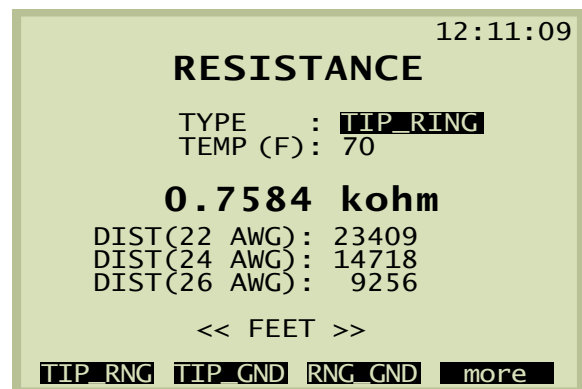 12:11:09
RESISTANCE
TYPE : TIP_RING
TEMP (F): 70
0.7584 kohm
DIST(22 AWG): 23409
DIST(24 AWG): 14718
DIST(26 AWG): 9256
<< FEET >>
TIP_RNG TIP_GND RNG_GND more